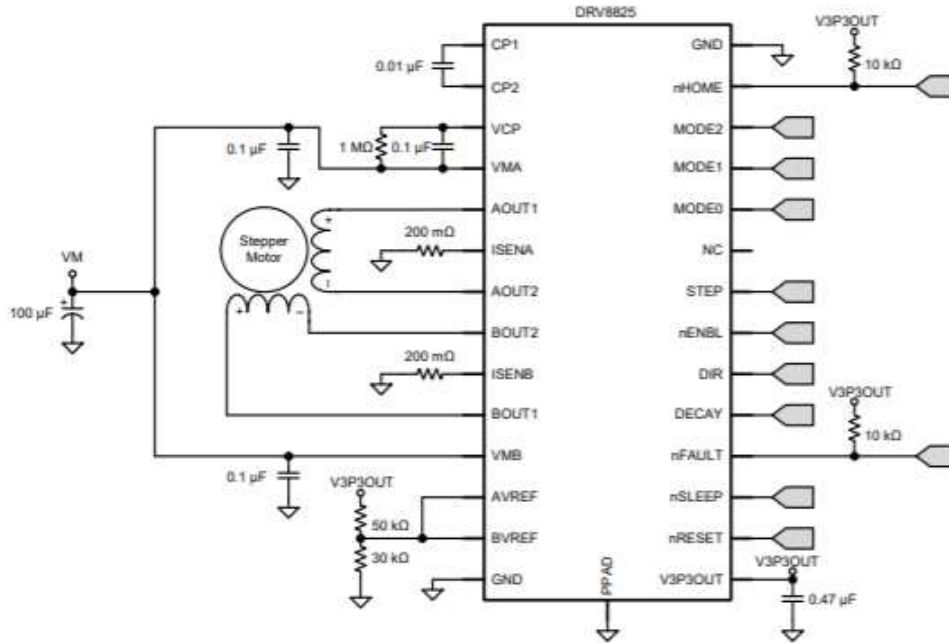 DRV8825
CP1
0.01 µF
CP2
VCP
0.1 µF
1 MΩ
0.1 µF
VMA
AOUT1
200 mΩ
ISENA
AOUT2
Stepper
Motor
+
-
+
-
VM
+
100 µF
BOUT2
200 mΩ
ISENB
BOUT1
VMB
0.1 µF
V3P3OUT
AVREF
50 kΩ
BVREF
30 kΩ
GND
PPAD
GND
V3P3OUT
10 kΩ
nHOME
MODE2
MODE1
MODE0
NC
STEP
nENBL
DIR
V3P3OUT
DECAY
10 kΩ
nFAULT
nSLEEP
nRESET
V3P3OUT
V3P3OUT
0.47 µF